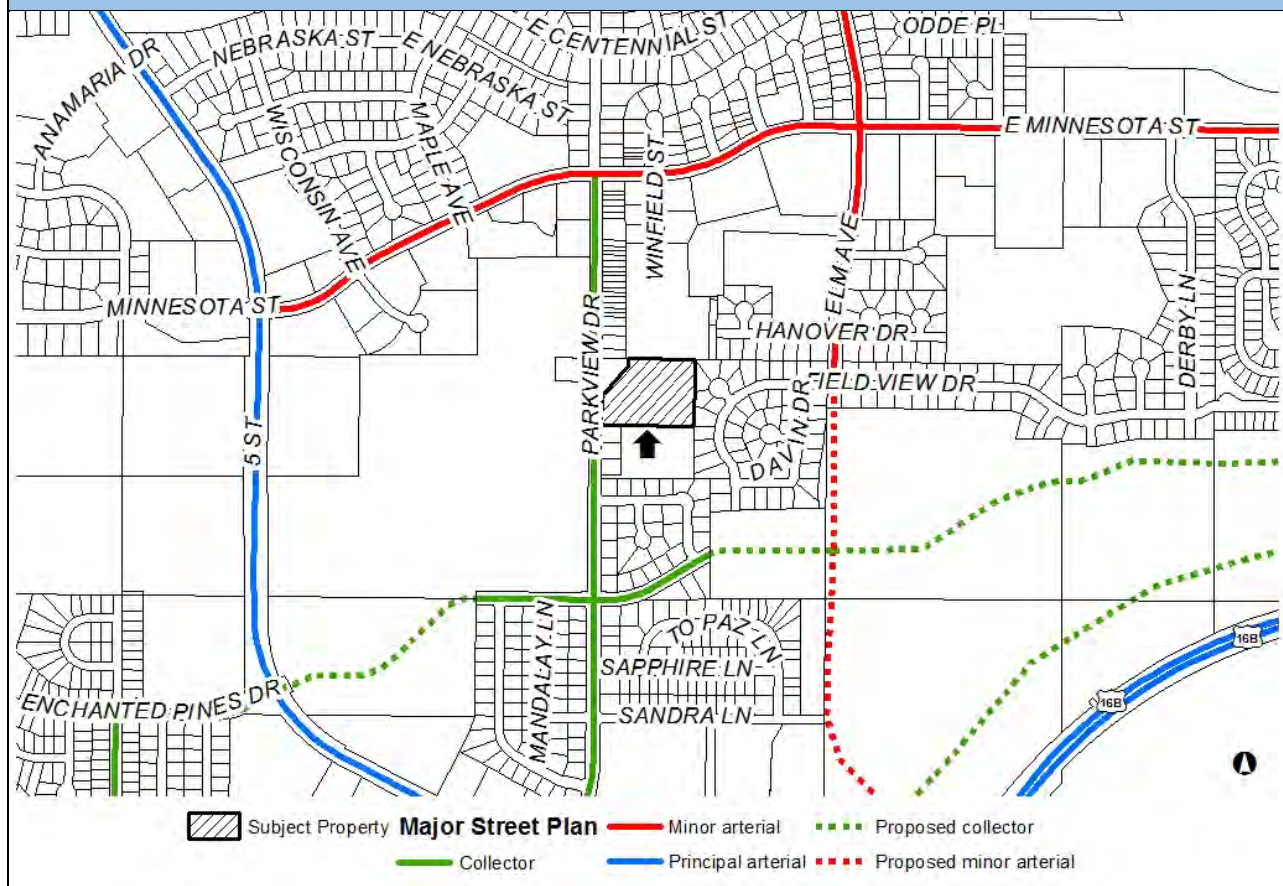 ANAMARIA DR
NEBRASKA ST
E NEBRASKA ST
E CENTENNIAL ST
ODDE PL
WISCONSIN AVE
MAPLE AVE
WINFIELD ST
E MINNESOTA ST
MINNESOTA ST
5 ST
PARKVIEW DR
ELM AVE
HANOVER DR
FIELD VIEW DR
DAVIN DR
DERBY LN
ENCHANTED PINES DR
MANDALAY LN
TO PAZ LN
SAPPHIRE LN
SANDRA LN
16B
16B
Subject Property Major Street Plan Minor arterial Proposed collector
Collector Principal arterial Proposed minor arterial